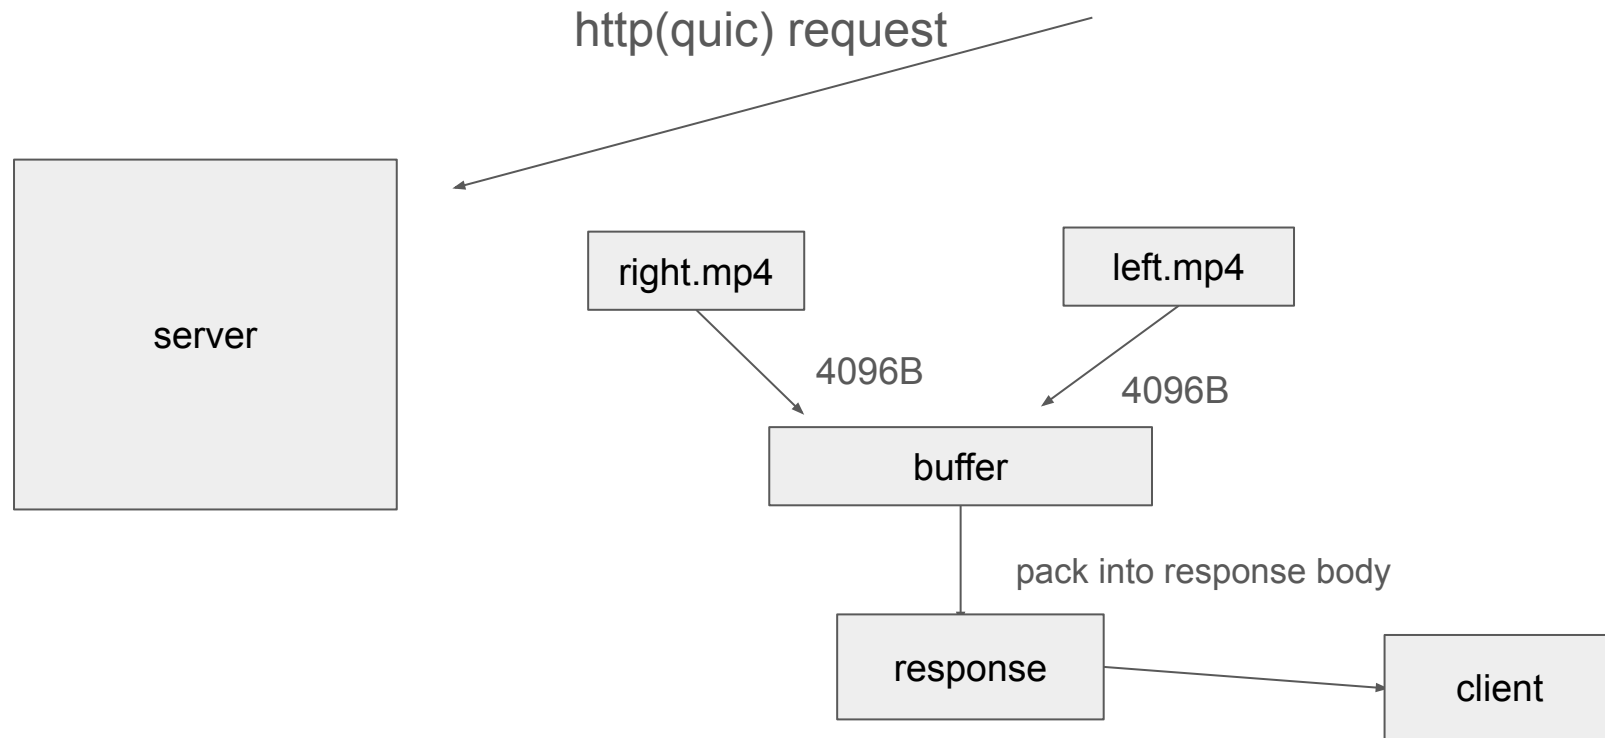 http(quic) request
right.mp4
left.mp4
server
4096B
4096B
buffer
pack into response body
response
client